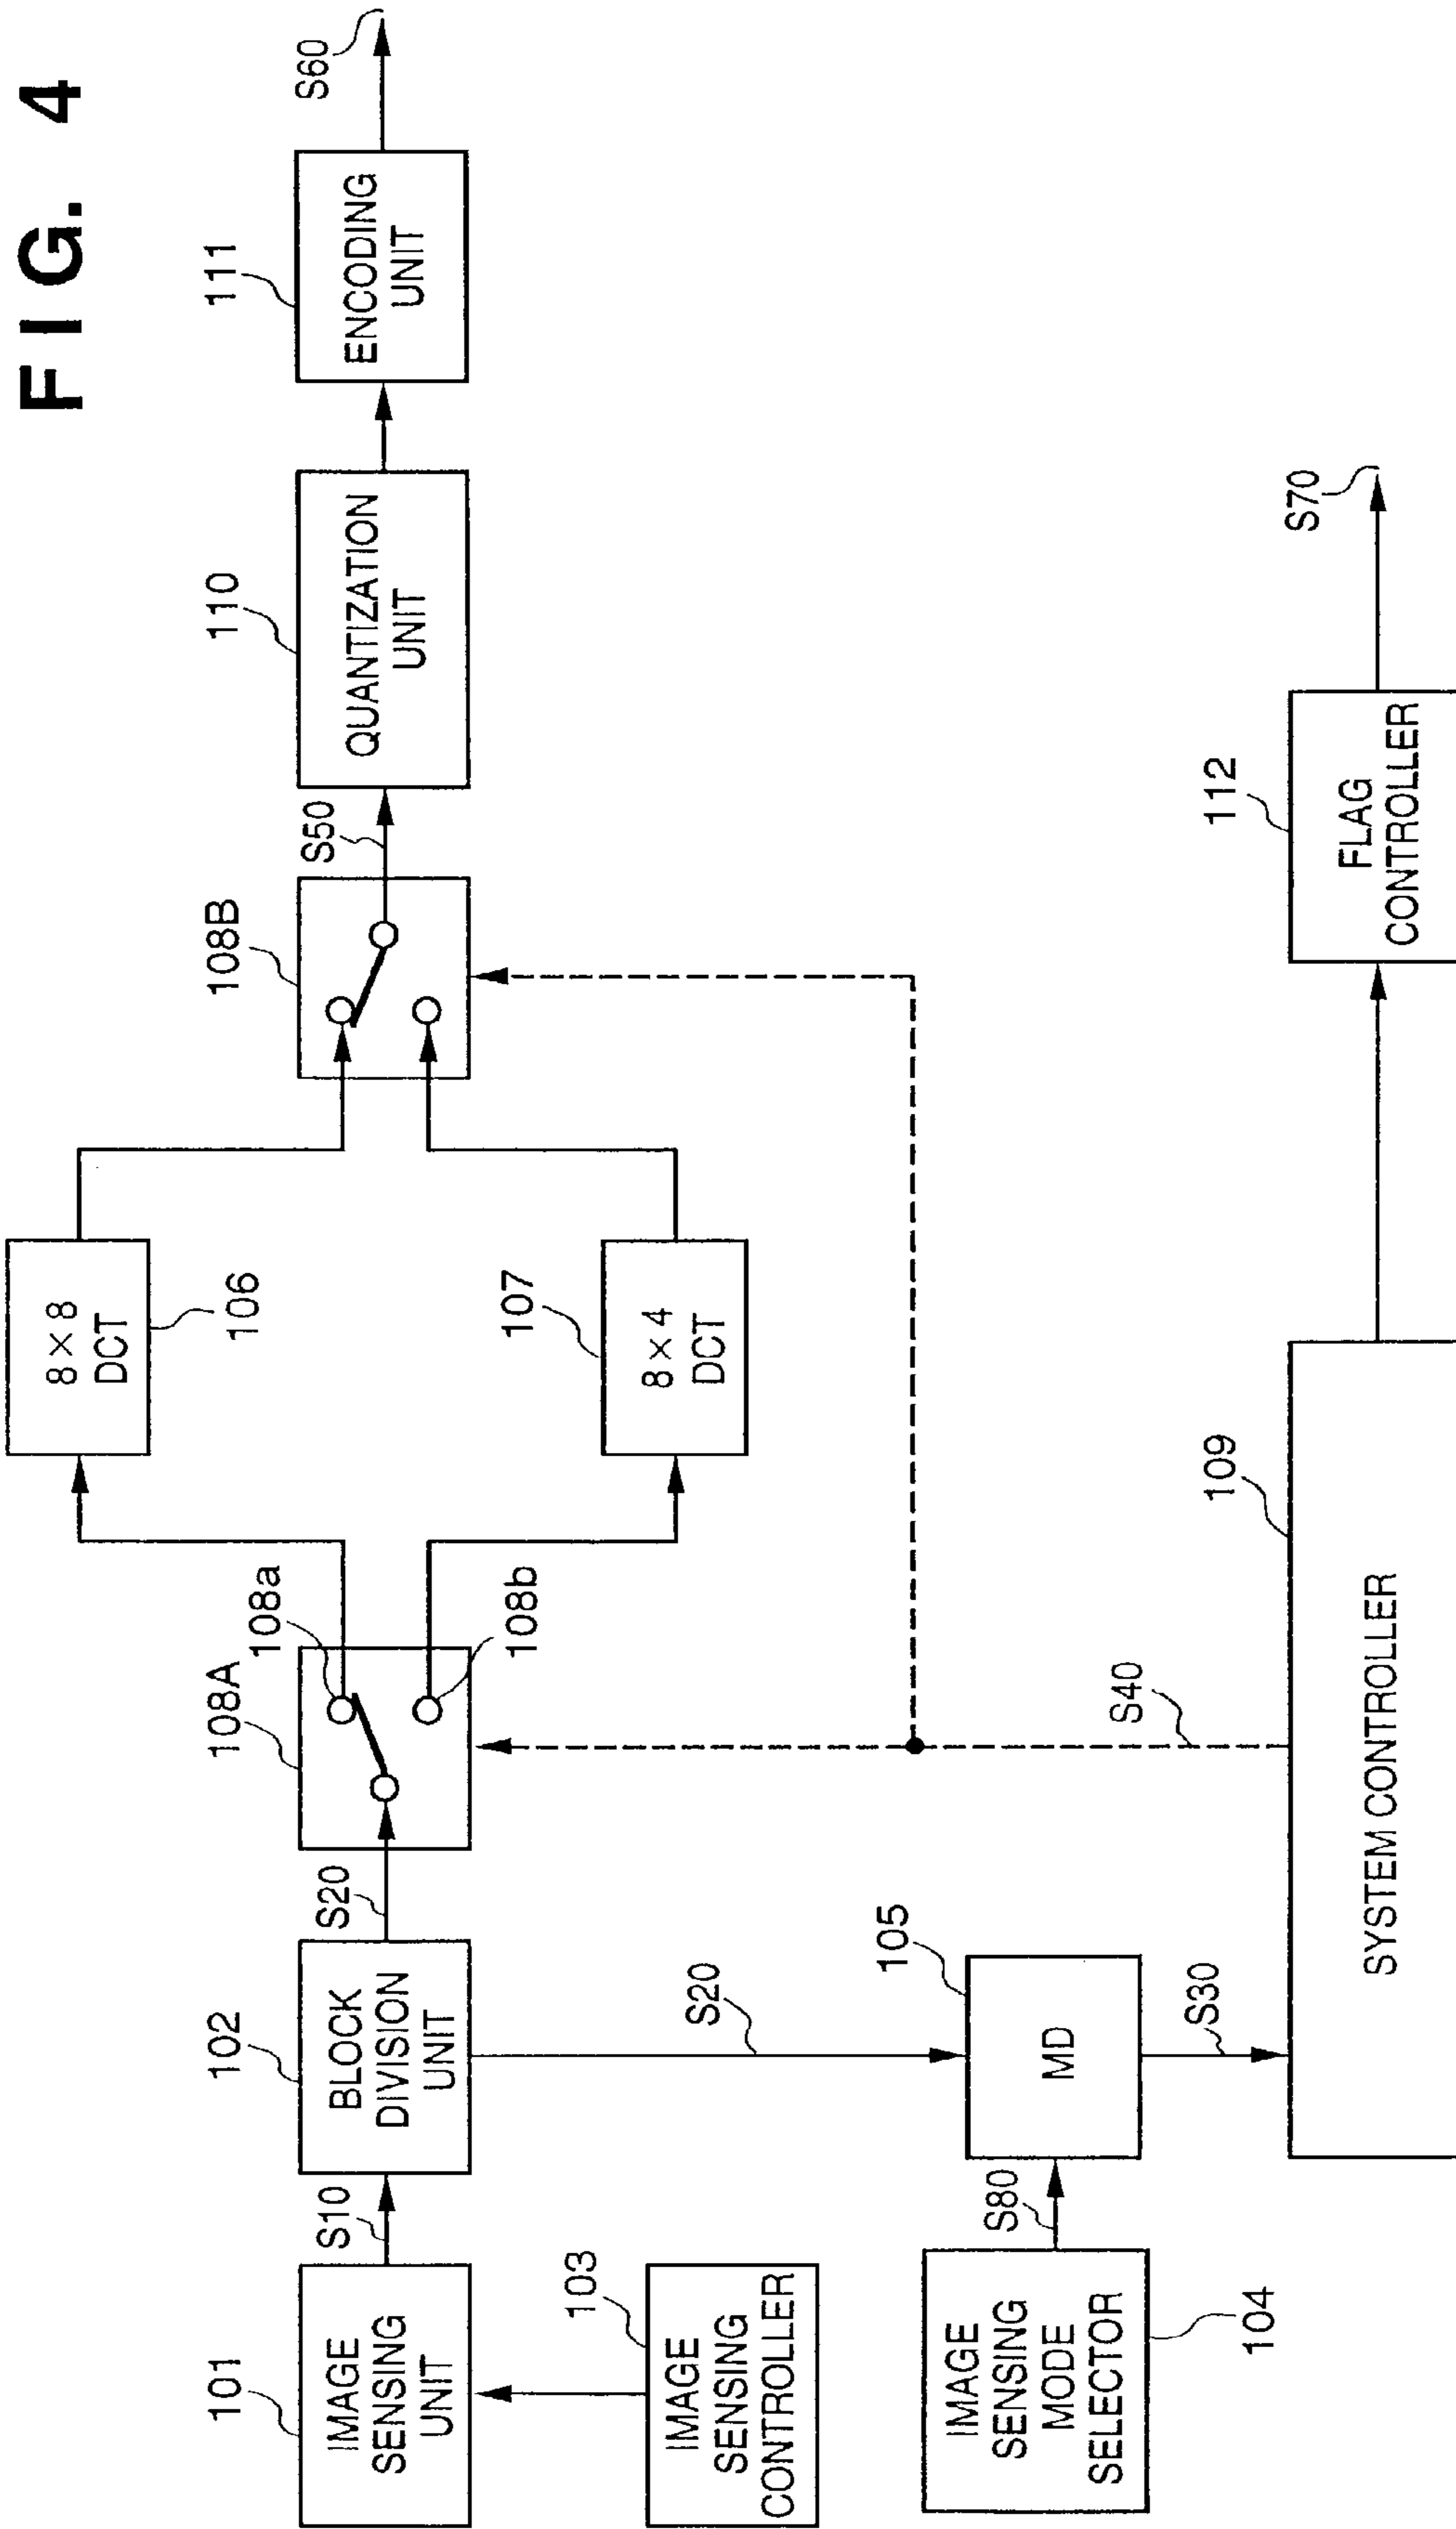 FIG. 4
101
IMAGE
SENSING
UNIT
S10
102
BLOCK
DIVISION
UNIT
S20
108A
108a
108b
8×8
DCT
106
107
8×4
DCT
108B
S50
110
QUANTIZATION
UNIT
111
ENCODING
UNIT
S60
103
IMAGE
SENSING
CONTROLLER
S20
104
IMAGE
SENSING
MODE
SELECTOR
S80
105
MD
S30
S40
109
SYSTEM CONTROLLER
112
FLAG
CONTROLLER
S70